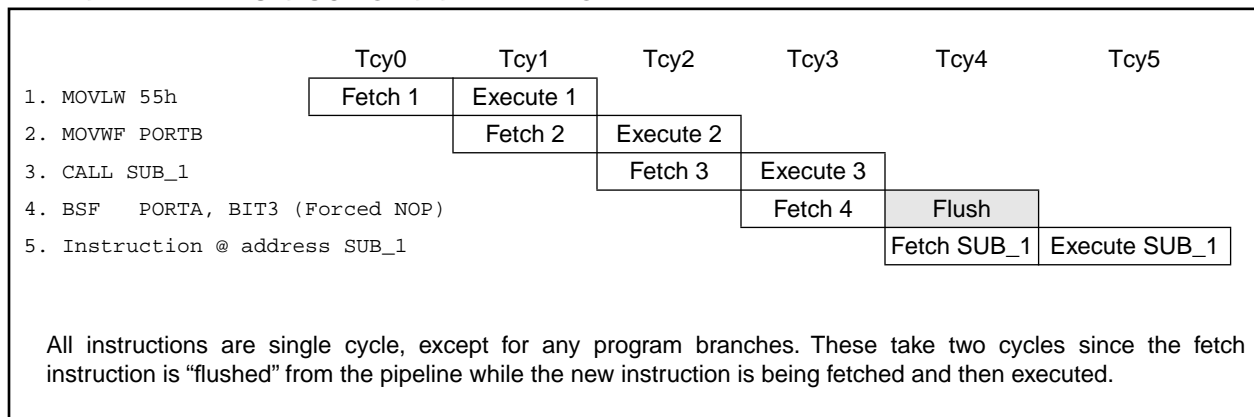 Tcy0 Tcy1 Tcy2 Tcy3 Tcy4 Tcy5
1. MOVLW 55h Fetch 1 Execute 1
2. MOVWF PORTB Fetch 2 Execute 2
3. CALL SUB_1 Fetch 3 Execute 3
4. BSF PORTA, BIT3 (Forced NOP) Fetch 4 Flush
5. Instruction @ address SUB_1 Fetch SUB_1 Execute SUB_1
All instructions are single cycle, except for any program branches. These take two cycles since the fetch
instruction is “flushed” from the pipeline while the new instruction is being fetched and then executed.